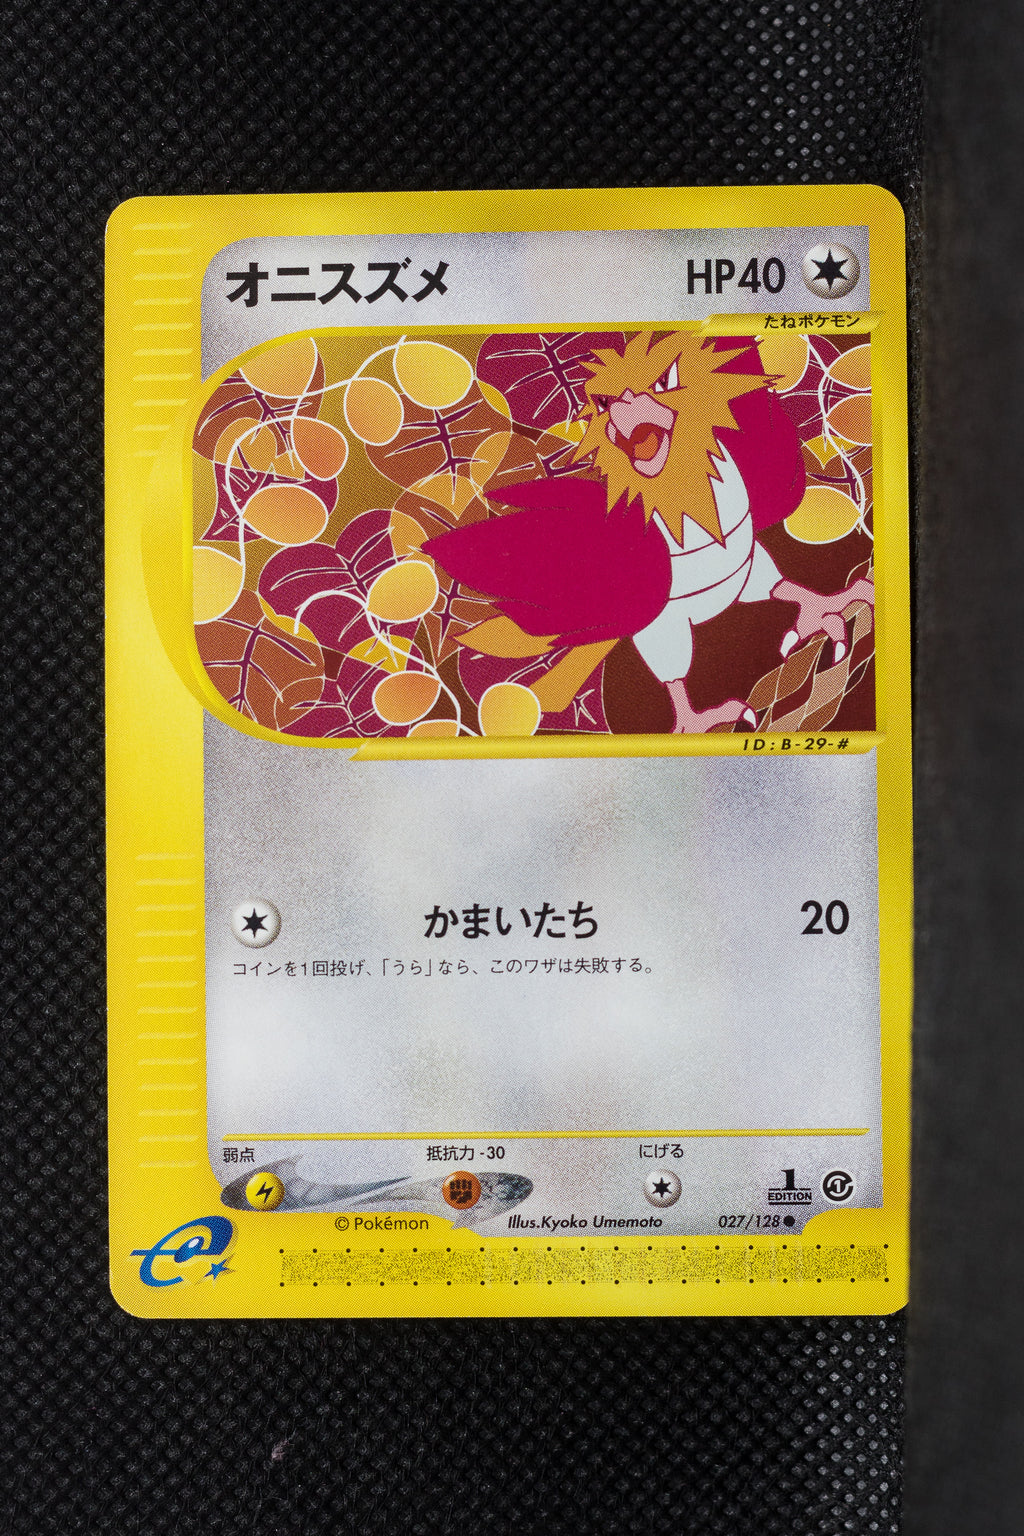 オニスズメ HP40
たねポケモン
ID:B-29-#
かまいたち 20
コインを1回投げ、「うら」なら、このワザは失敗する。
弱点 抵抗力 -30 にげる
1 EDITION
© Pokémon Illus.Kyoko Umemoto 027/128●
e